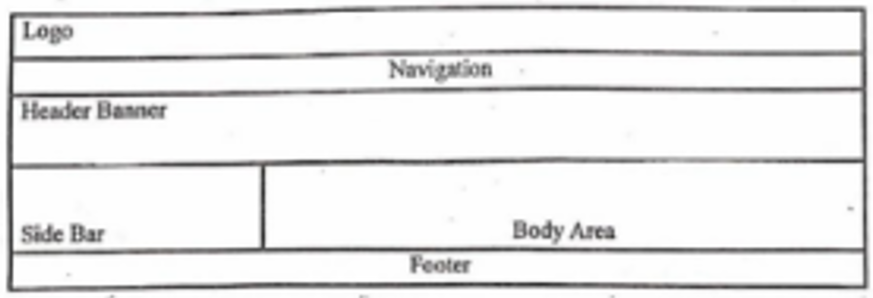 Logo
Navigation
Header Banner
Side Bar
Body Area
Footer